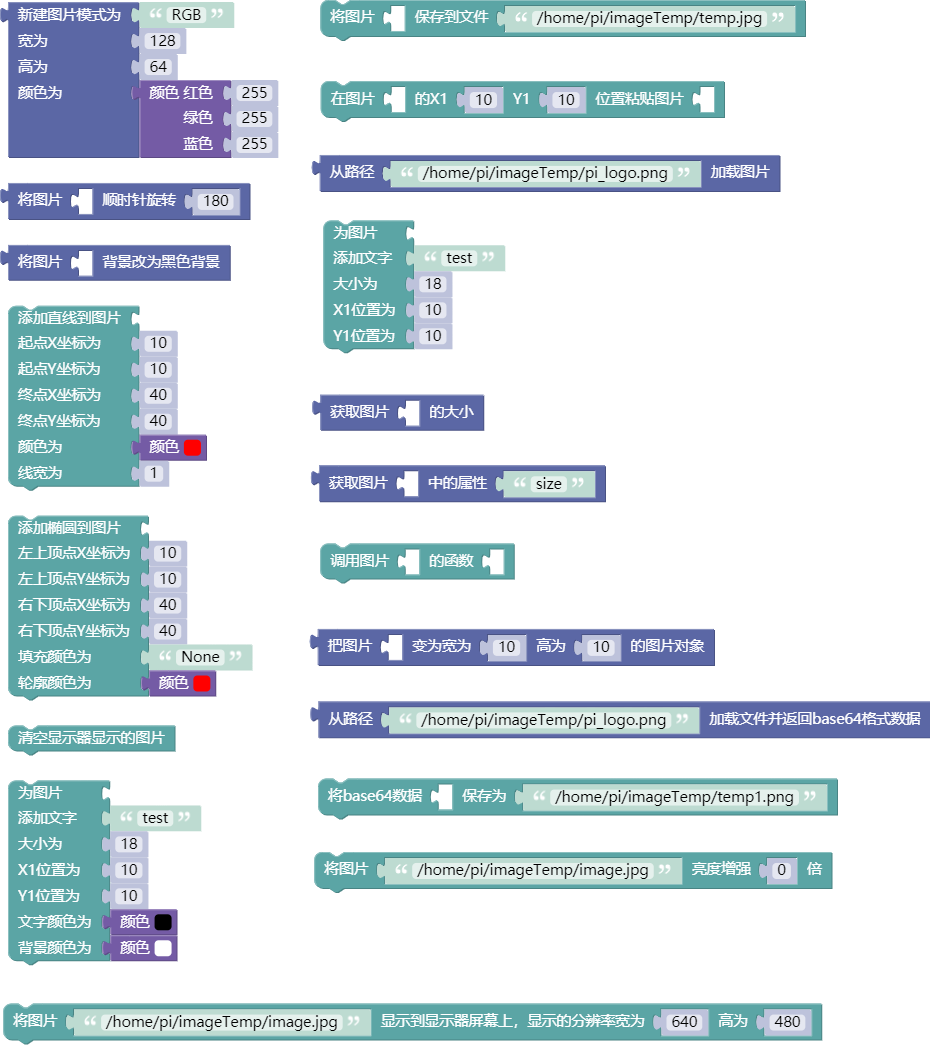 新建图片模式为 “ RGB ”
宽为 128
高为 64
颜色为 颜色 红色 255
绿色 255
蓝色 255
将图片 顺时针旋转 180
将图片 背景改为黑色背景
添加直线到图片
起点X坐标为 10
起点Y坐标为 10
终点X坐标为 40
终点Y坐标为 40
颜色为 颜色
线宽为 1
添加椭圆到图片
左上顶点X坐标为 10
左上顶点Y坐标为 10
右下顶点X坐标为 40
右下顶点Y坐标为 40
填充颜色为 “ None ”
轮廓颜色为 颜色
清空显示器显示的图片
为图片
添加文字 “ test ”
大小为 18
X1位置为 10
Y1位置为 10
文字颜色为 颜色
背景颜色为 颜色
将图片 保存到文件 “ /home/pi/imageTemp/temp.jpg ”
在图片 的X1 10 Y1 10 位置粘贴图片
从路径 “ /home/pi/imageTemp/pi_logo.png ” 加载图片
为图片
添加文字 “ test ”
大小为 18
X1位置为 10
Y1位置为 10
获取图片 的大小
获取图片 中的属性 “ size ”
调用图片 的函数
把图片 变为宽为 10 高为 10 的图片对象
从路径 “ /home/pi/imageTemp/pi_logo.png ” 加载文件并返回base64格式数据
将base64数据 保存为 “ /home/pi/imageTemp/temp1.png ”
将图片 “ /home/pi/imageTemp/image.jpg ” 亮度增强 0 倍
将图片 “ /home/pi/imageTemp/image.jpg ” 显示到显示器屏幕上，显示的分辨率宽为 640 高为 480